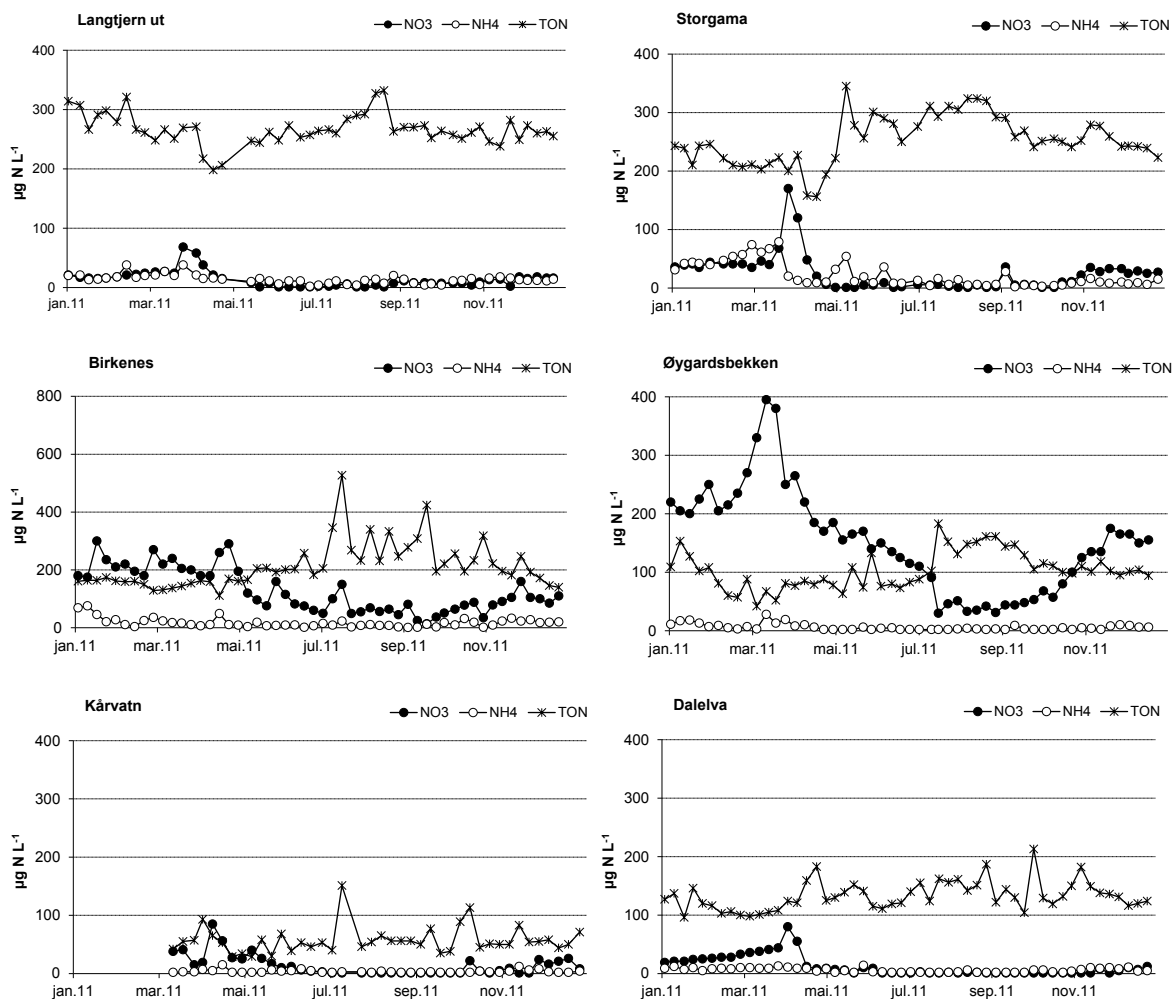 Langtjern ut
NO3 NH4 TON
µg N L-1
400
300
200
100
0
jan.11 mar.11 mai.11 jul.11 sep.11 nov.11
Storgama
NO3 NH4 TON
µg N L-1
400
300
200
100
0
jan.11 mar.11 mai.11 jul.11 sep.11 nov.11
Birkenes
NO3 NH4 TON
µg N L-1
800
600
400
200
0
jan.11 mar.11 mai.11 jul.11 sep.11 nov.11
Øygardsbekken
NO3 NH4 TON
µg N L-1
400
300
200
100
0
jan.11 mar.11 mai.11 jul.11 sep.11 nov.11
Kårvatn
NO3 NH4 TON
µg N L-1
400
300
200
100
0
jan.11 mar.11 mai.11 jul.11 sep.11 nov.11
Dalelva
NO3 NH4 TON
µg N L-1
400
300
200
100
0
jan.11 mar.11 mai.11 jul.11 sep.11 nov.11